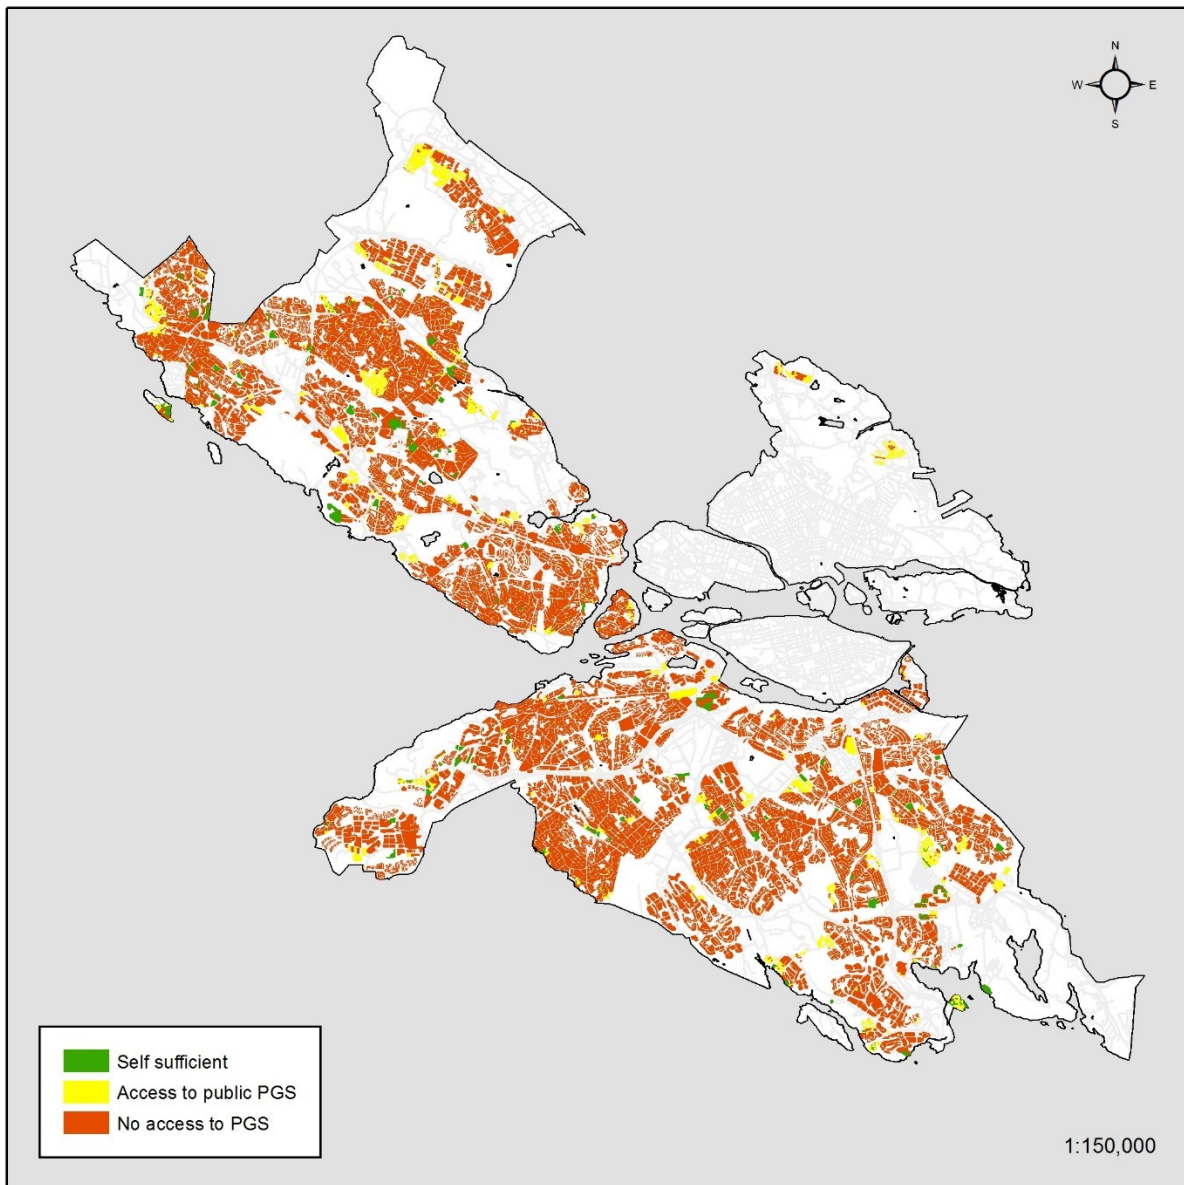 N
W E
S
Self sufficient
Access to public PGS
No access to PGS
1:150,000